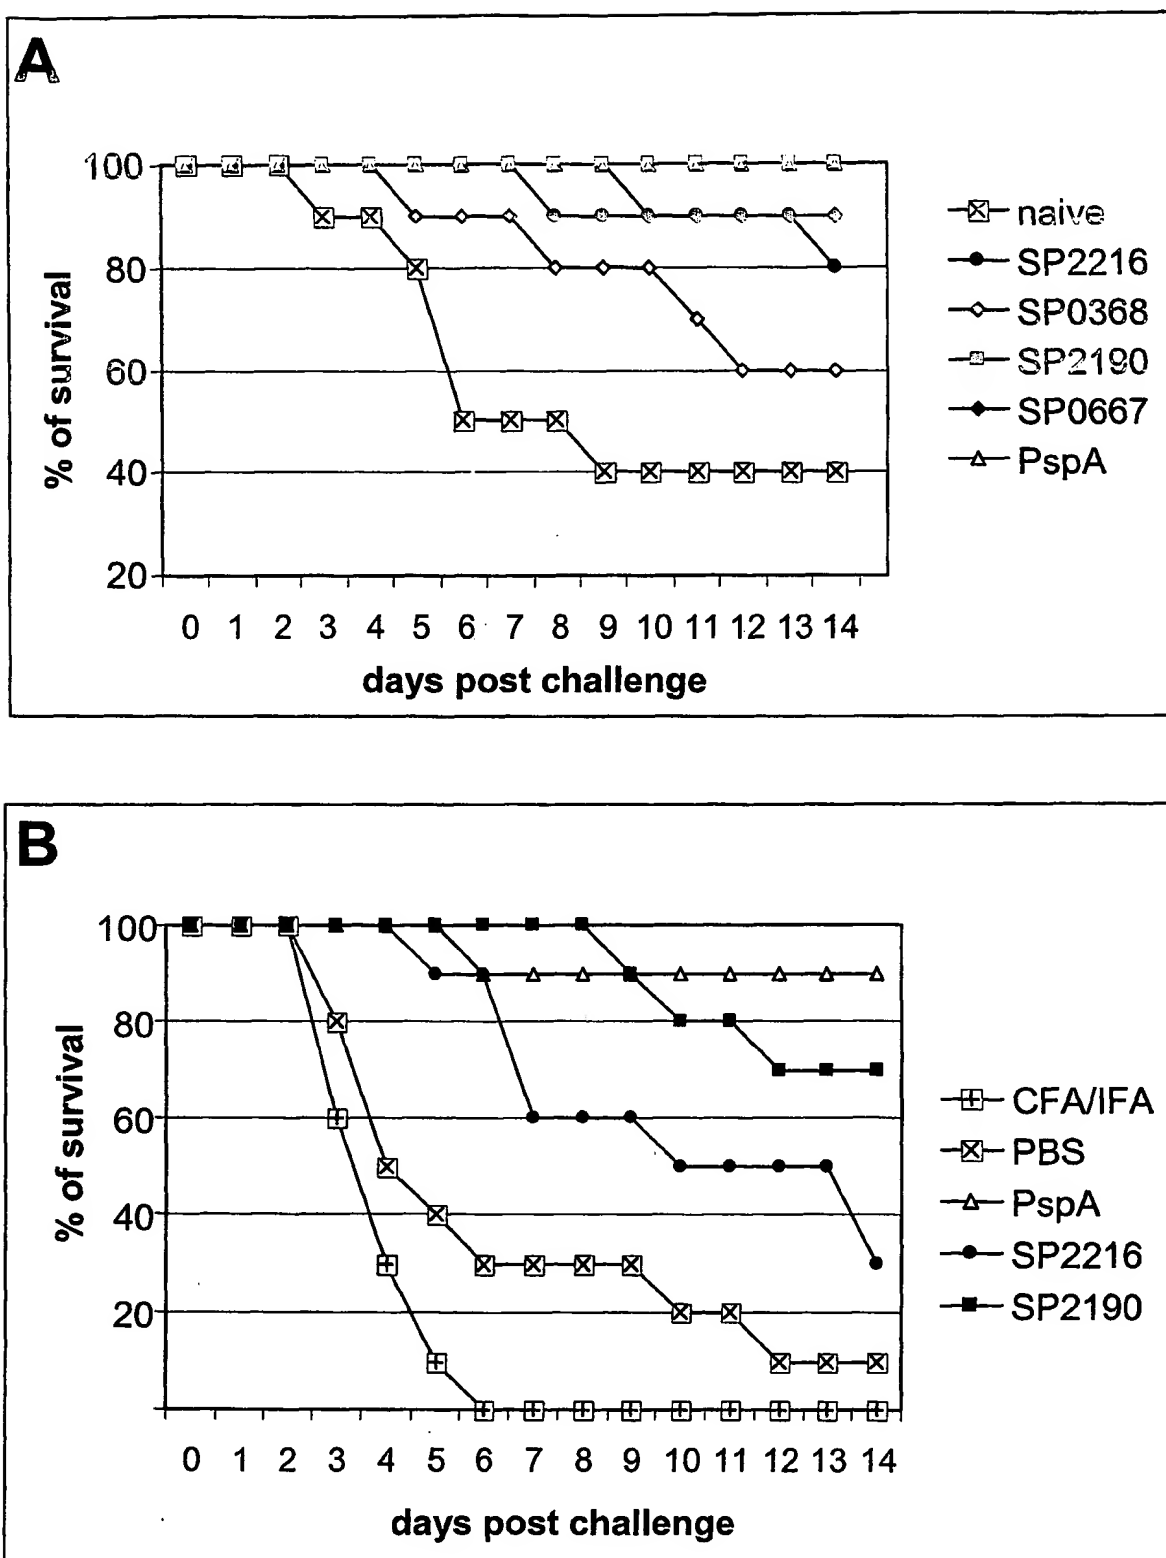 A
100
80
60
40
20
% of survival
0 1 2 3 4 5 6 7 8 9 10 11 12 13 14
days post challenge
naive
SP2216
SP0368
SP2190
SP0667
PspA
B
100
80
60
40
20
% of survival
0 1 2 3 4 5 6 7 8 9 10 11 12 13 14
days post challenge
CFA/IFA
PBS
PspA
SP2216
SP2190